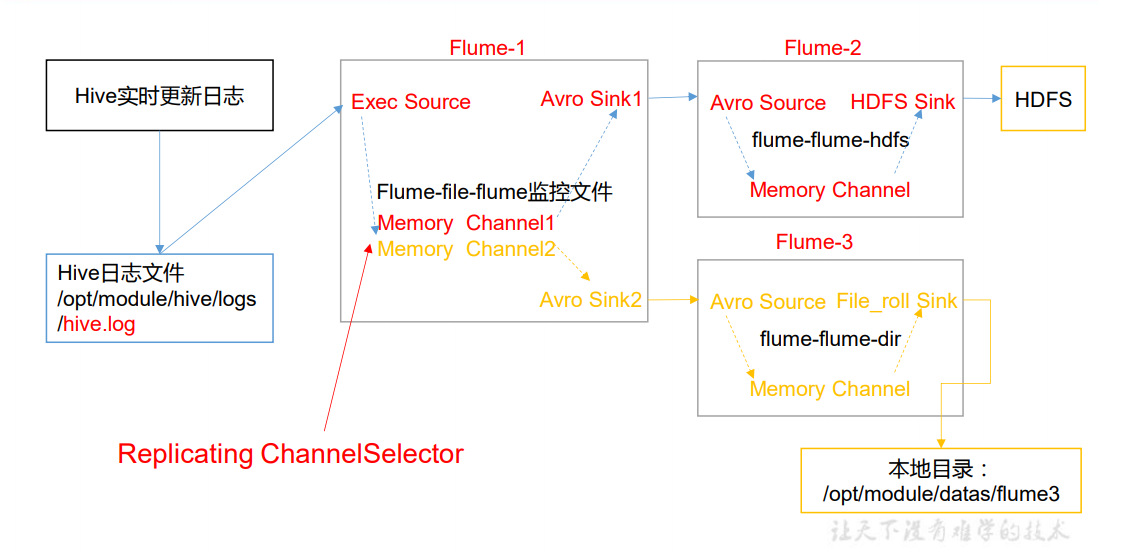 Flume-1
Flume-2
Hive实时更新日志
Exec Source
Avro Sink1
Avro Source
HDFS Sink
HDFS
flume-flume-hdfs
Memory Channel
Flume-file-flume监控文件
Memory Channel1
Memory Channel2
Avro Sink2
Flume-3
Hive日志文件
/opt/module/hive/logs
/hive.log
Avro Source
File_roll Sink
flume-flume-dir
Memory Channel
Replicating ChannelSelector
本地目录：
/opt/module/datas/flume3
让天下没有难学的技术